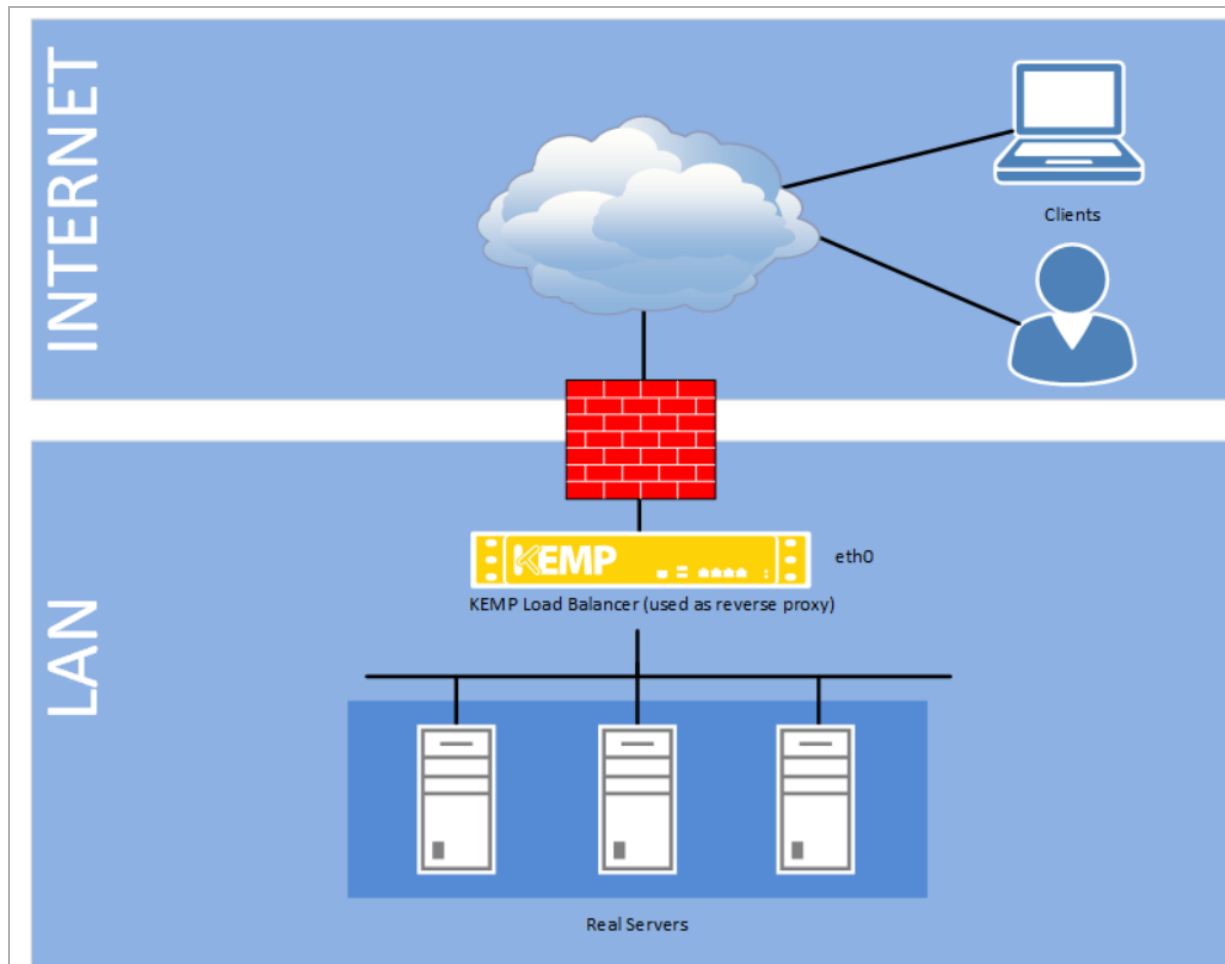 INTERNET
Clients
KEMP
eth0
KEMP Load Balancer (used as reverse proxy)
LAN
Real Servers